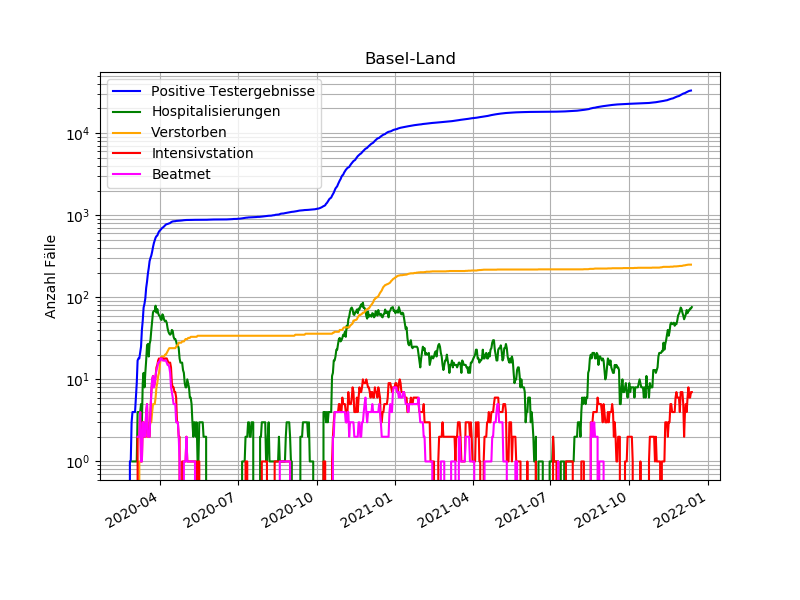 Basel-Land
Positive Testergebnisse
Hospitalisierungen
Verstorben
Intensivstation
Beatmet
Anzahl Fälle
10⁴
10³
10²
10¹
10⁰
2020-04
2020-07
2020-10
2021-01
2021-04
2021-07
2021-10
2022-01